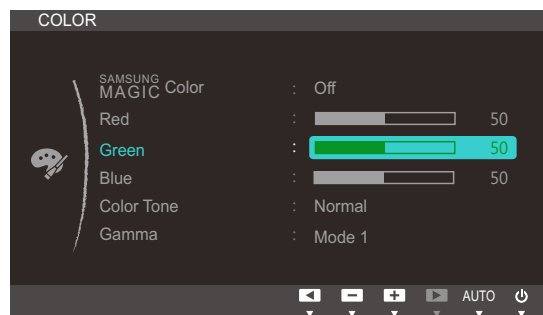 COLOR
SAMSUNG MAGIC Color : Off
Red : 50
Green : 50
Blue : 50
Color Tone : Normal
Gamma : Mode 1
AUTO